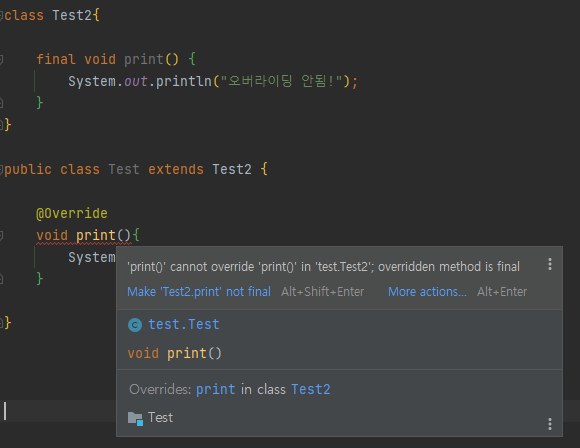 class Test2{
final void print() {
System.out.println("오버라이딩 안됨!");
}
}
public class Test extends Test2 {
@Override
void print(){
System
}
}
'print()' cannot override 'print()' in 'test.Test2'; overridden method is final
Make 'Test2.print' not final Alt+Shift+Enter More actions... Alt+Enter
C test.Test
void print()
Overrides: print in class Test2
Test